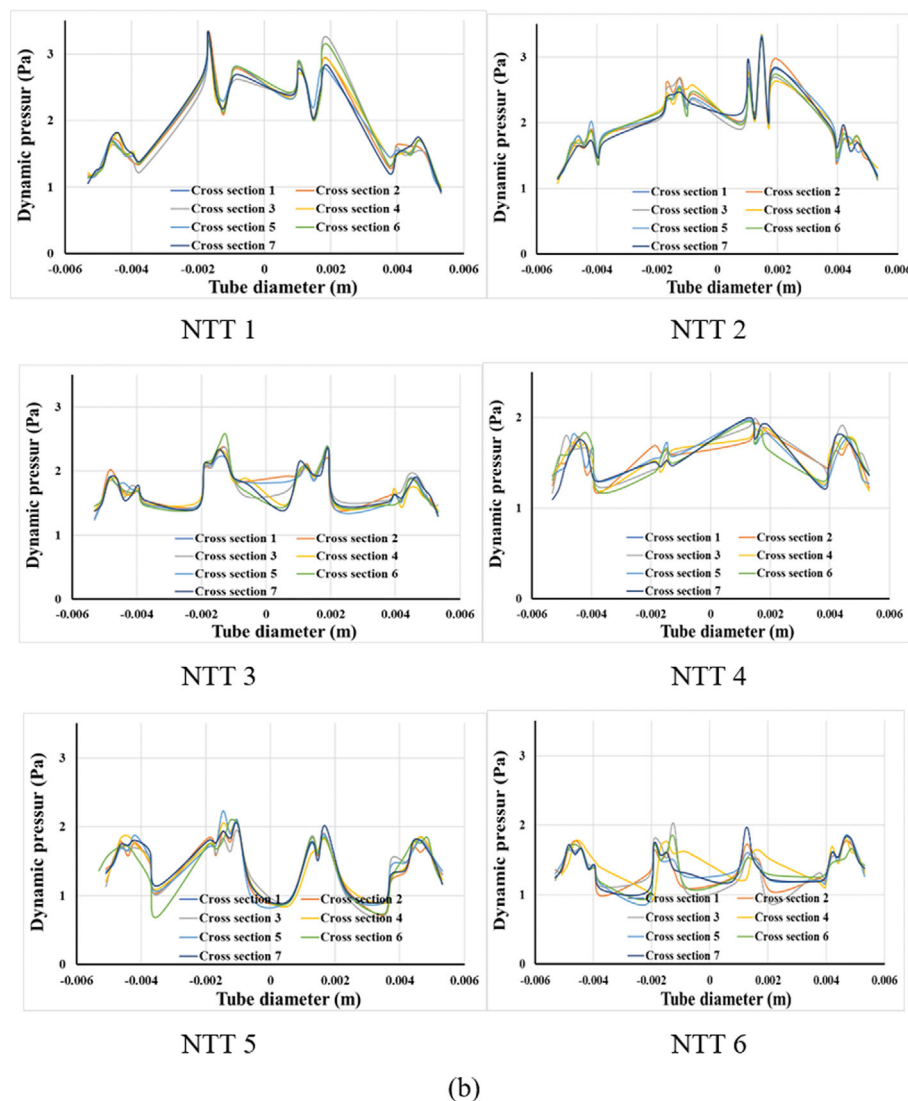 Dynamic pressur (Pa)
3
2
1
0
-0.006 -0.004 -0.002 0 0.002 0.004 0.006
Tube diameter (m)
Cross section 1 Cross section 2
Cross section 3 Cross section 4
Cross section 5 Cross section 6
Cross section 7
NTT 1
Dynamic pressur (Pa)
3
2
1
0
-0.006 -0.004 -0.002 0 0.002 0.004 0.006
Tube diameter (m)
Cross section 1 Cross section 2
Cross section 3 Cross section 4
Cross section 5 Cross section 6
Cross section 7
NTT 2
Dynamic pressur (Pa)
3
2
1
0
-0.006 -0.004 -0.002 0 0.002 0.004 0.006
Tube diameter (m)
Cross section 1 Cross section 2
Cross section 3 Cross section 4
Cross section 5 Cross section 6
Cross section 7
NTT 3
Dynamic pressur (Pa)
2
1
0
-0.006 -0.004 -0.002 0 0.002 0.004 0.006
Tube diameter (m)
Cross section 1 Cross section 2
Cross section 3 Cross section 4
Cross section 5 Cross section 6
Cross section 7
NTT 4
Dynamic pressur (Pa)
3
2
1
0
-0.006 -0.004 -0.002 0 0.002 0.004 0.006
Tube diameter (m)
Cross section 1 Cross section 2
Cross section 3 Cross section 4
Cross section 5 Cross section 6
Cross section 7
NTT 5
Dynamic pressur (Pa)
3
2
1
0
-0.006 -0.004 -0.002 0 0.002 0.004 0.006
Tube diameter (m)
Cross section 1 Cross section 2
Cross section 3 Cross section 4
Cross section 5 Cross section 6
Cross section 7
NTT 6
(b)